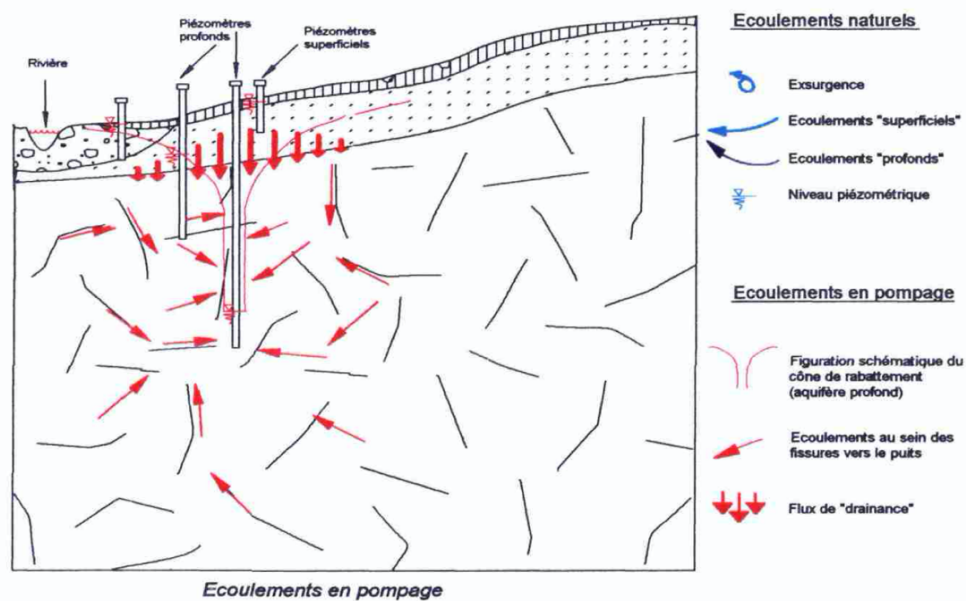 Piézomètres
profonds
Piézomètres
superficiels
Rivière
Ecoulements en pompage
Ecoulements naturels
Exsurgence
Ecoulements "superficiels"
Ecoulements "profonds"
Niveau piézométrique
Ecoulements en pompage
Figuration schématique du
cône de rabattement
(aquifère profond)
Ecoulements au sein des
fissures vers le puits
Flux de "drainance"